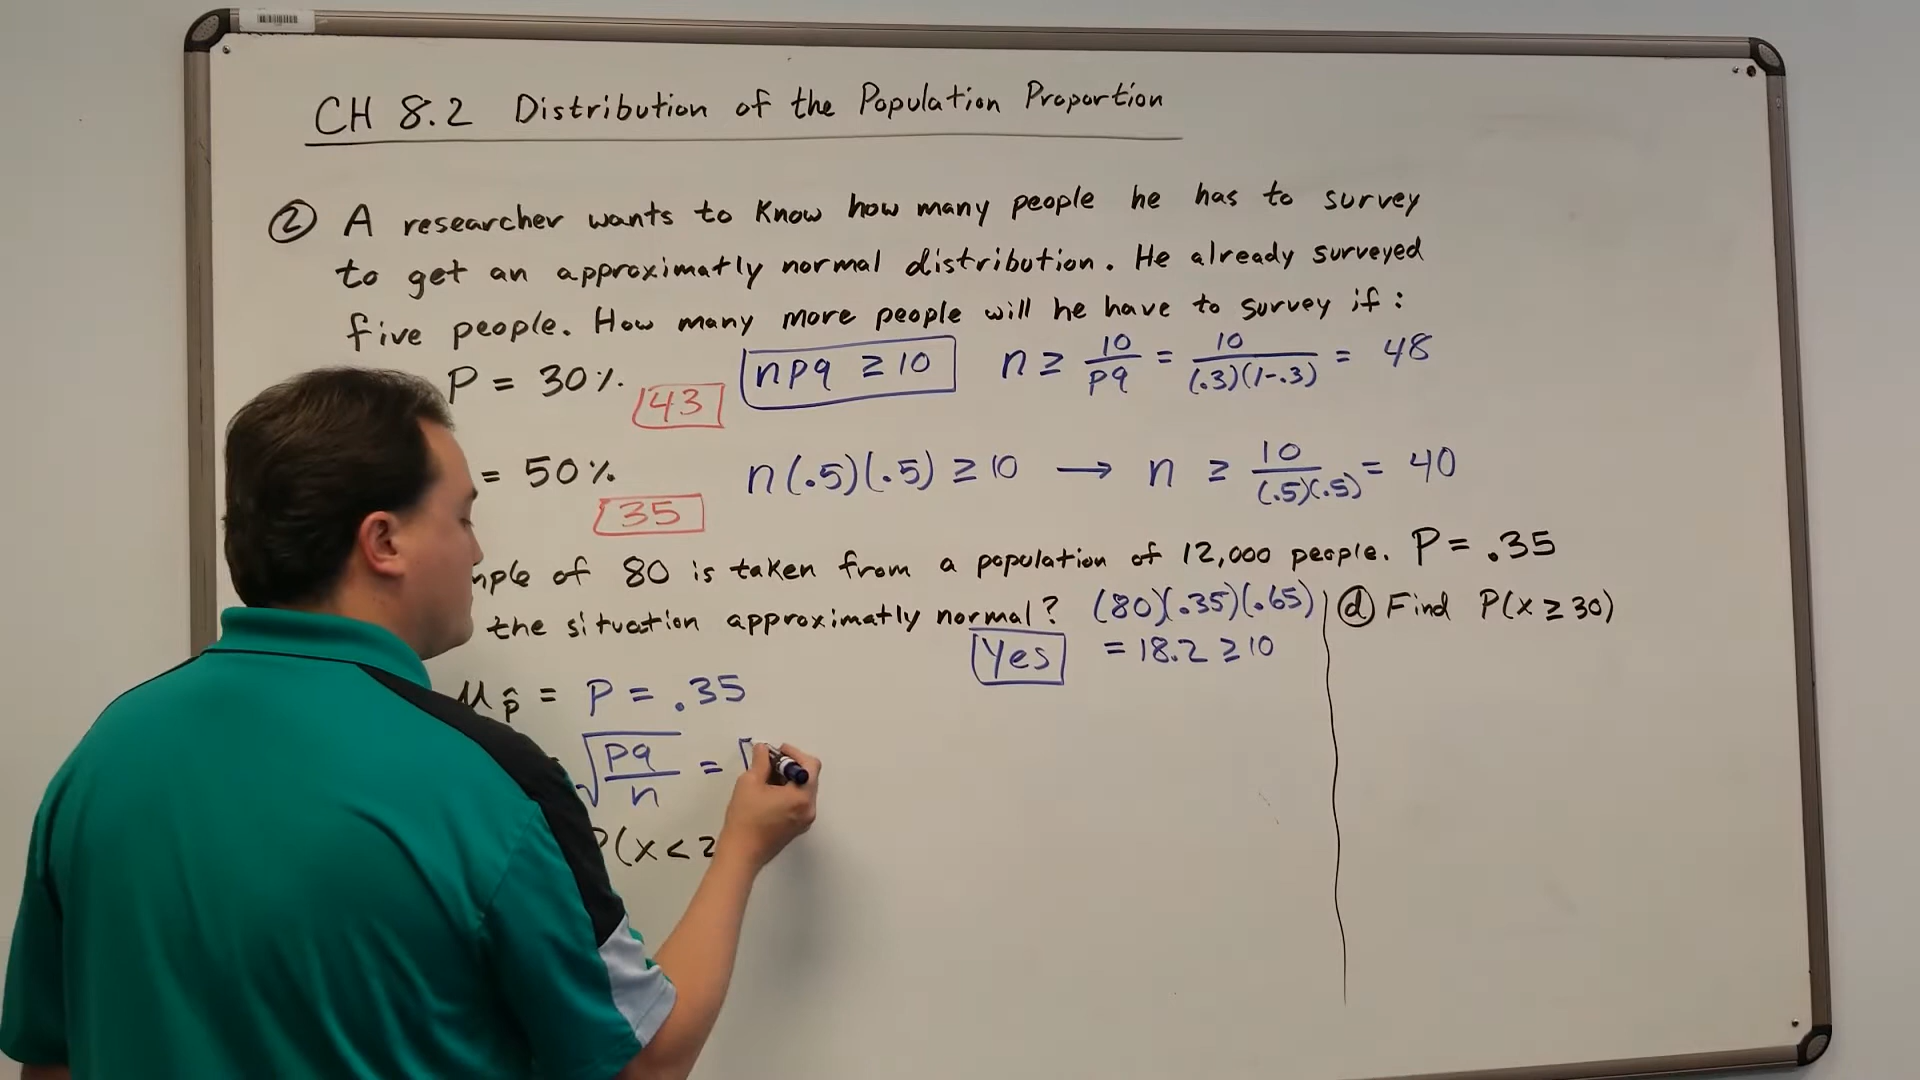 CH 8.2 Distribution of the Population Proportion
② A researcher wants to know how many people he has to survey
to get an approximatly normal distribution. He already surveyed
five people. How many more people will he have to survey if:
P = 30%. 43 npq ≥ 10 n ≥ 10/pq = 10/(.3)(1-.3) = 48
= 50% 35 n(.5)(.5) ≥ 10 → n ≥ 10/(.5)(.5) = 40
of 80 is taken from a population of 12,000 people. P = .35
the situation approximatly normal? Yes (80)(.35)(.65)
= 18.2 ≥ 10
μp̂ = P = .35
√pq/n =
P(x < 2
ⓓ Find P(x ≥ 30)